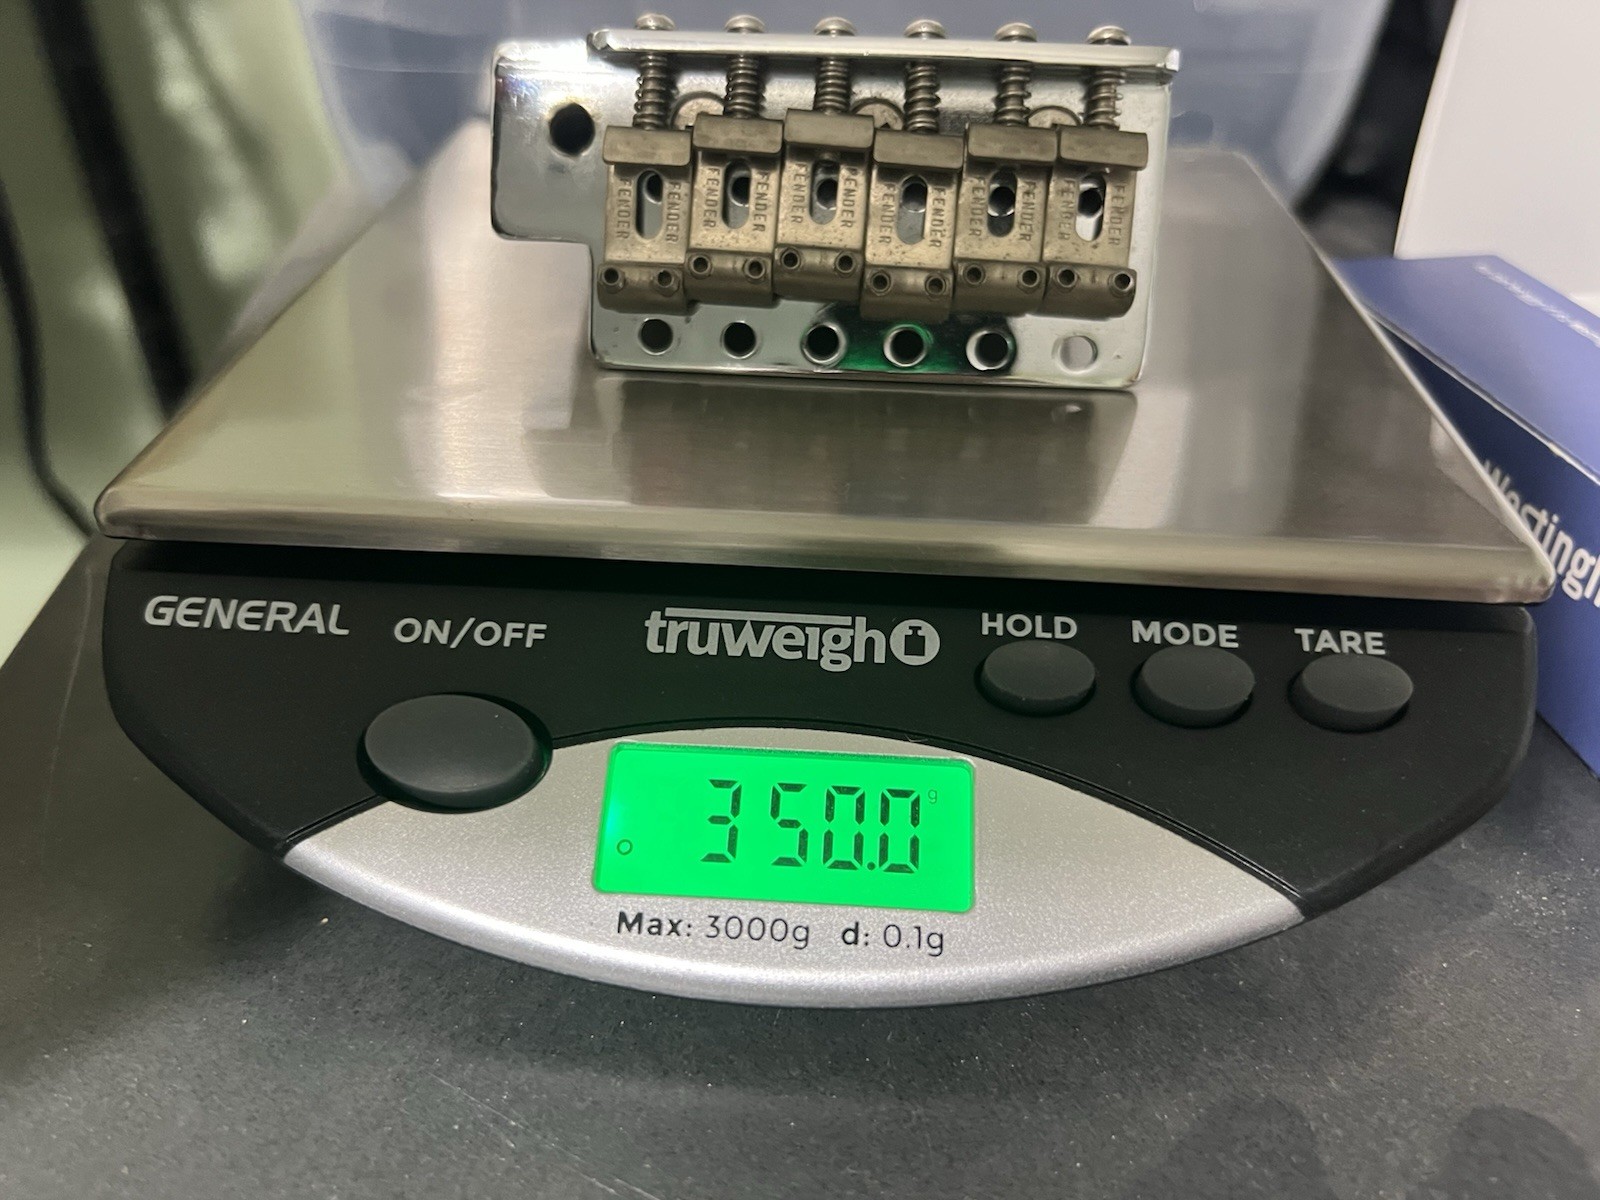 FENDER FENDER FENDER FENDER FENDER FENDER FENDER FENDER FENDER FENDER FENDER FENDER
GENERAL ON/OFF truweigh HOLD MODE TARE
350.0 g
Max: 3000g d: 0.1g